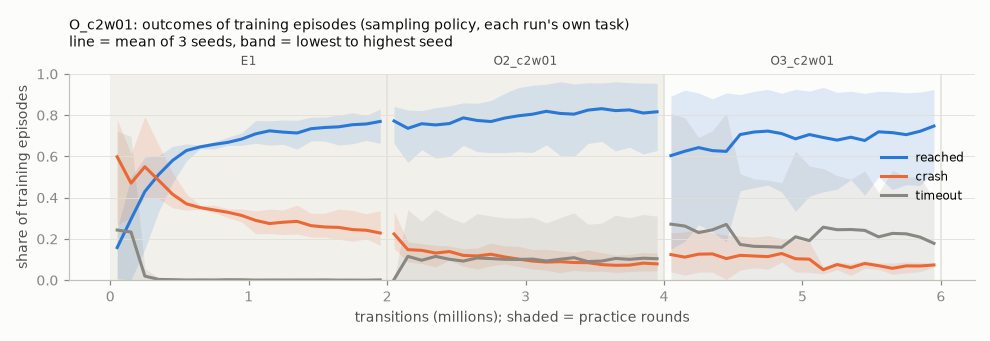 O_c2w01: outcomes of training episodes (sampling policy, each run's own task)
line = mean of 3 seeds, band = lowest to highest seed
E1
O2_c2w01
O3_c2w01
share of training episodes
1.0
0.8
0.6
0.4
0.2
0.0
reached
crash
timeout
0
1
2
3
4
5
6
transitions (millions); shaded = practice rounds